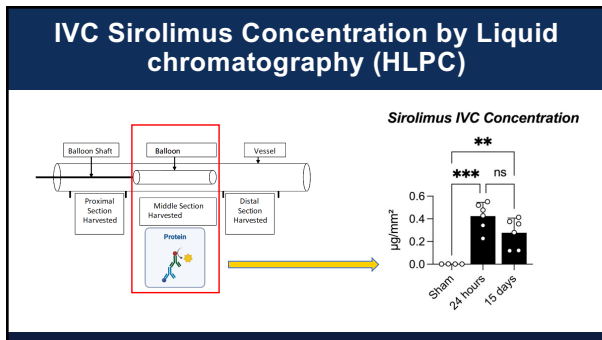 IVC Sirolimus Concentration by Liquid
chromatography (HLPC)
Balloon Shaft
Balloon
Vessel
Proximal
Section
Harvested
Middle Section
Harvested
Distal
Section
Harvested
Protein
Sirolimus IVC Concentration
**
***
ns
µg/mm²
0.6
0.4
0.2
0.0
Sham
24 hours
15 days